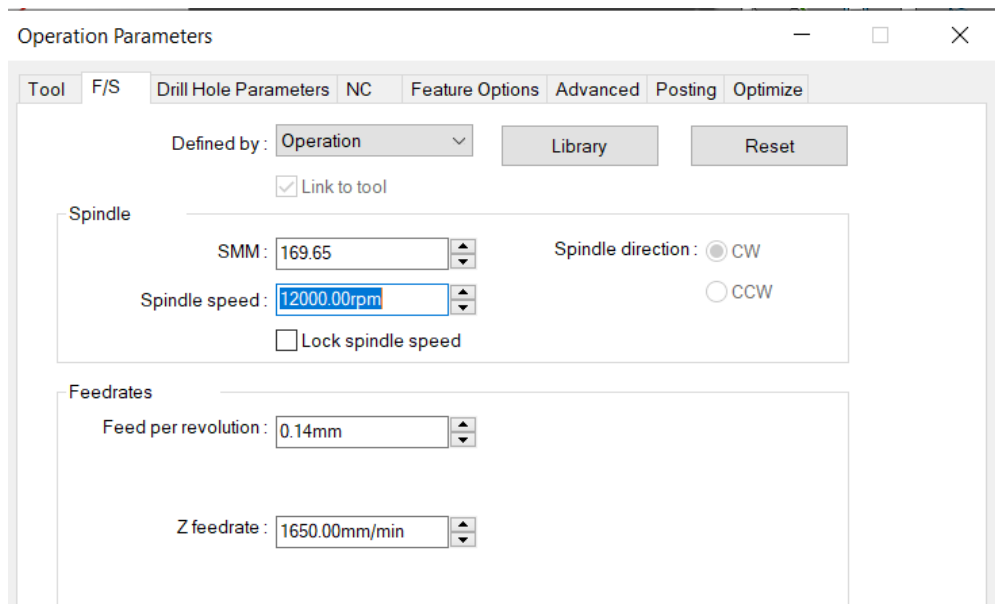 Operation Parameters
Tool F/S Drill Hole Parameters NC Feature Options Advanced Posting Optimize
Defined by : Operation Library Reset
Link to tool
Spindle
SMM : 169.65 Spindle direction : CW
Spindle speed : 12000.00rpm CCW
Lock spindle speed
Feedrates
Feed per revolution : 0.14mm
Z feedrate : 1650.00mm/min